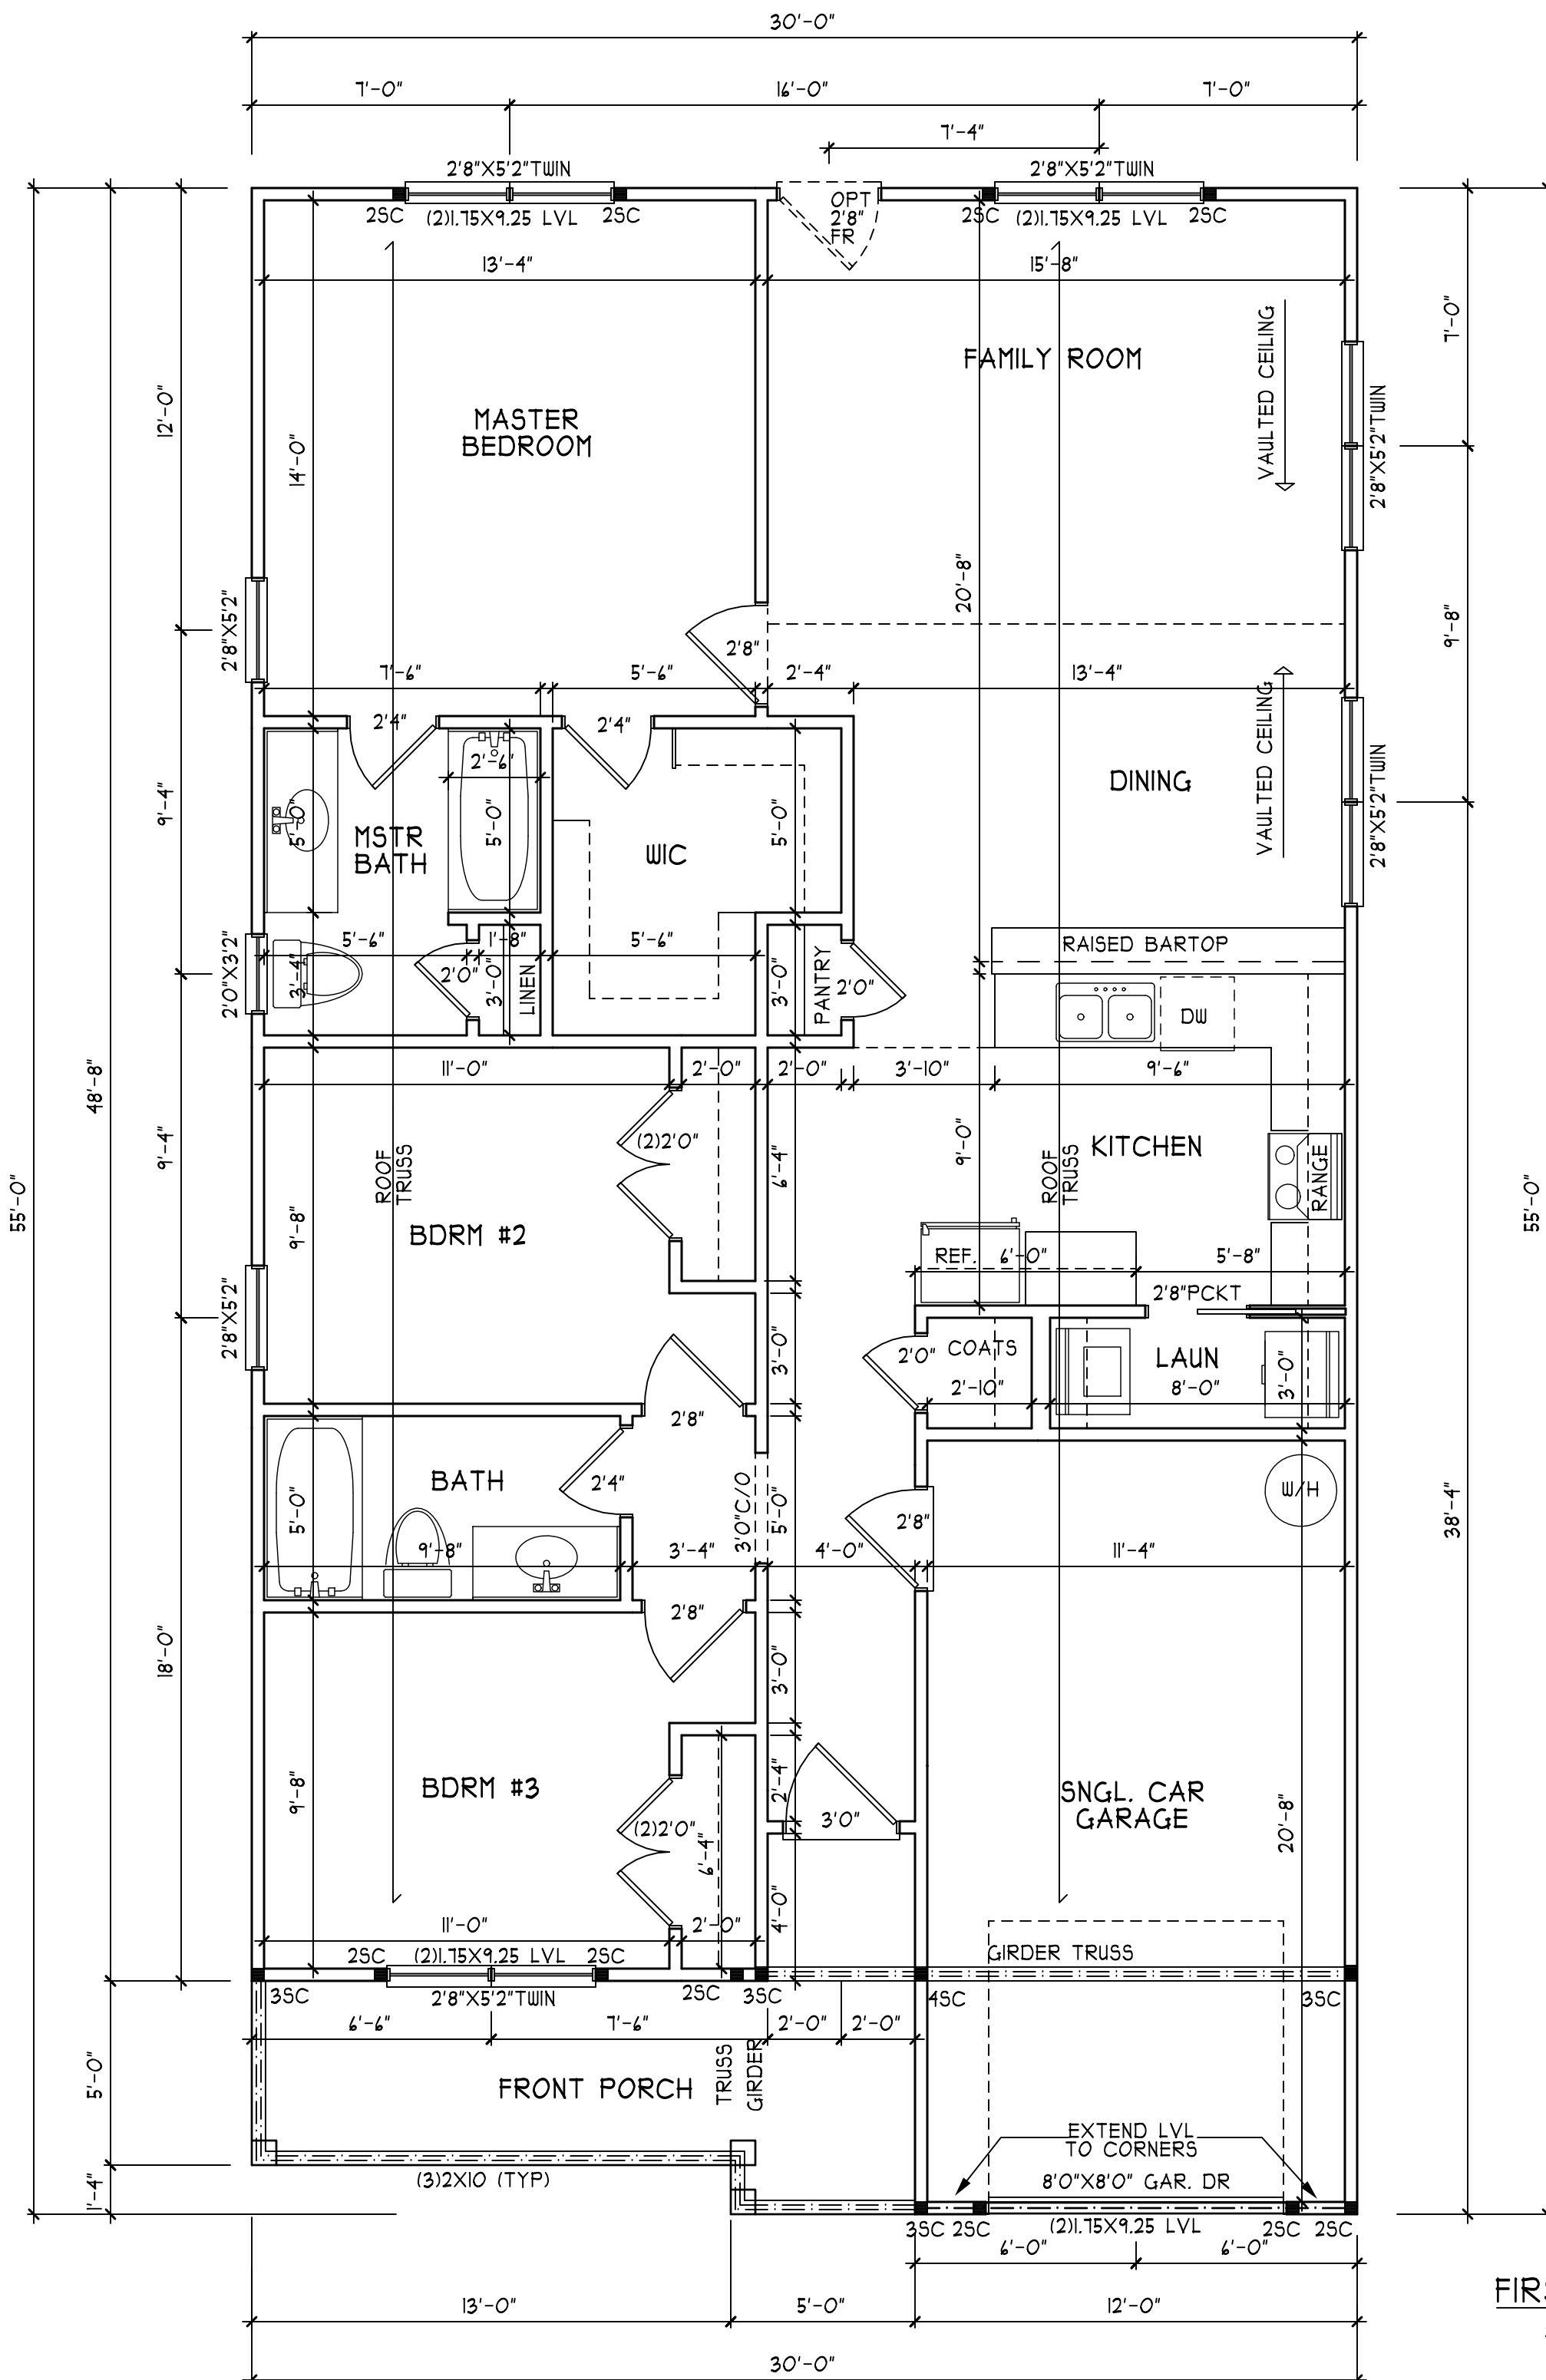 30'-0"
7'-0"
16'-0"
7'-0"
7'-4"
2'8"X5'2"TWIN
2'8"X5'2"TWIN
2SC
(2)1.75X9.25 LVL
2SC
OPT
2'8"
FR
2SC
(2)1.75X9.25 LVL
2SC
13'-4"
15'-8"
7'-0"
VAULTED CEILING
FAMILY ROOM
12'-0"
MASTER
BEDROOM
14'-0"
2'8"X5'2"TWIN
20'-8"
2'8"X5'2"
9'-8"
2'8"
7'-6"
5'-6"
2'-4"
13'-4"
2'4"
2'4"
VAULTED CEILING
2'-6"
DINING
9'-4"
5'-0"
MSTR
BATH
5'-0"
WIC
5'-0"
2'8"X5'2"TWIN
5'-6"
1'-8"
5'-6"
RAISED BARTOP
2'0"X3'2"
3'-4"
2'0"
3'-0"
LINEN
3'-0"
PANTRY
2'0"
DW
48'-8"
11'-0"
2'-0"
2'-0"
3'-10"
9'-6"
9'-4"
ROOF
TRUSS
(2)2'0"
6'-4"
9'-0"
ROOF
TRUSS
KITCHEN
RANGE
55'-0"
55'-0"
9'-8"
BDRM #2
REF.
6'-0"
5'-8"
2'8"PCKT
2'8"X5'2"
3'-0"
2'0"
COATS
LAUN
3'-0"
2'-10"
8'-0"
2'8"
BATH
2'4"
3'0"C/O
5'-0"
5'-0"
2'8"
W/H
38'-4"
9'-8"
3'-4"
4'-0"
11'-4"
2'8"
18'-0"
3'-0"
9'-8"
BDRM #3
2'-4"
SNGL. CAR
GARAGE
(2)2'0"
3'0"
20'-8"
6'-4"
4'-0"
11'-0"
2'-0"
2SC
(2)1.75X9.25 LVL
2SC
GIRDER TRUSS
3SC
2'8"X5'2"TWIN
2SC
3SC
4SC
3SC
6'-6"
7'-6"
2'-0"
2'-0"
5'-0"
FRONT PORCH
TRUSS
GIRDER
EXTEND LVL
TO CORNERS
1'-4"
(3)2X10 (TYP)
8'0"X8'0" GAR. DR
3SC
2SC
(2)1.75X9.25 LVL
2SC
2SC
6'-0"
6'-0"
FIRS
13'-0"
5'-0"
12'-0"
30'-0"